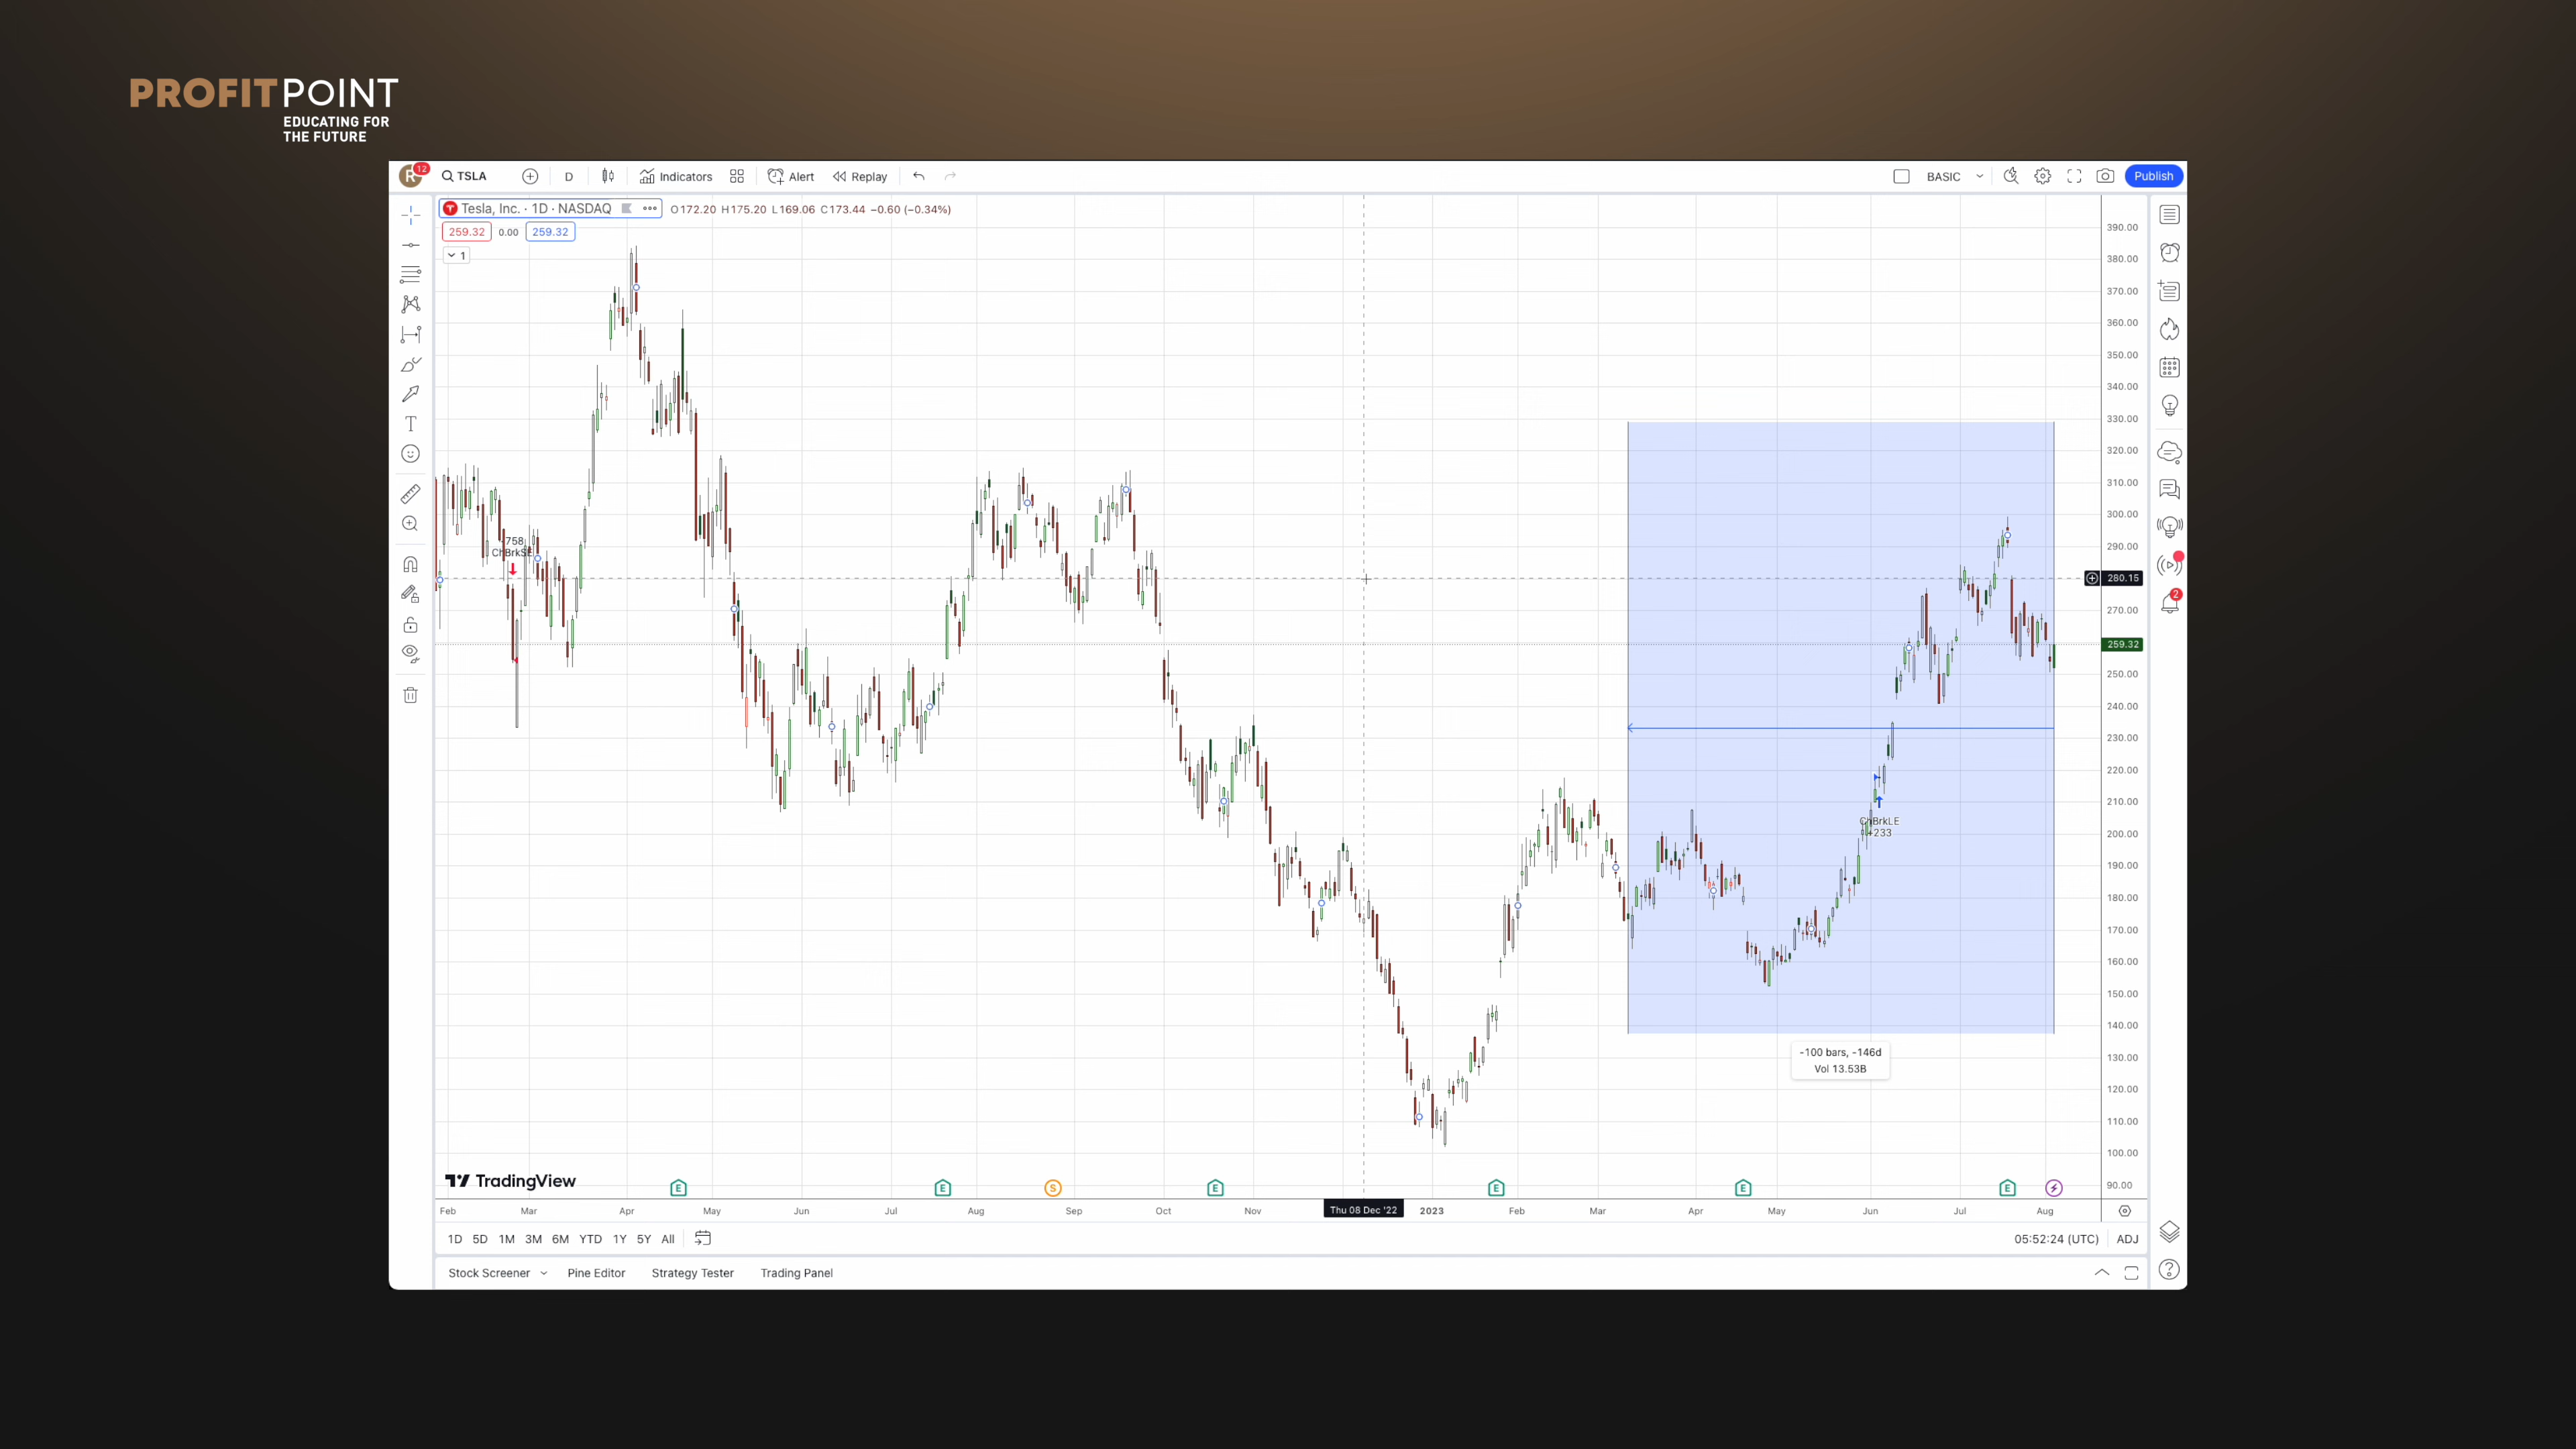 PROFITPOINT
EDUCATING FOR
THE FUTURE
R 12 TSLA D Indicators Alert Replay BASIC Publish
Tesla, Inc. · 1D · NASDAQ O172.20 H175.20 L169.06 C173.44 −0.60 (−0.34%)
259.32 0.00 259.32
1
390.00
380.00
370.00
360.00
350.00
340.00
330.00
320.00
310.00
300.00
290.00
280.15
270.00
259.32
250.00
240.00
230.00
220.00
210.00
200.00
190.00
180.00
170.00
160.00
150.00
140.00
130.00
120.00
110.00
100.00
90.00
2
758
ChBrkSE
ChBrkLE
+233
-100 bars, -146d
Vol 13.53B
TradingView
E E S E E E E
Feb Mar Apr May Jun Jul Aug Sep Oct Nov Thu 08 Dec '22 2023 Feb Mar Apr May Jun Jul Aug
1D 5D 1M 3M 6M YTD 1Y 5Y All 05:52:24 (UTC) ADJ
Stock Screener Pine Editor Strategy Tester Trading Panel